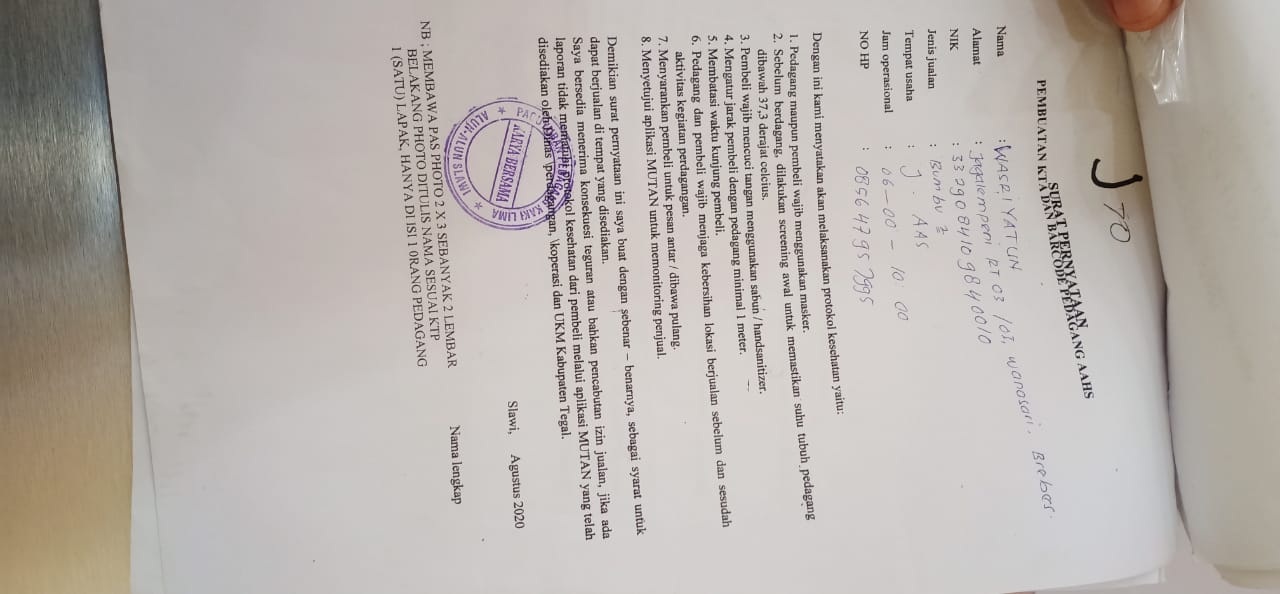 J 70
SURAT PERNYATAAN
PEMBUATAN KTA DAN BARCODE PEDAGANG AAHS
Nama : WASRIYATUN
Alamat : RT 03 /03, wanasari, Brebes.
NIK : 3329084109840010
Jenis jualan : Bumbu 2
Tempat usaha : J. AAS
Jam operasional : 06-00 - 10. 00
NO HP : 085647957995
Dengan ini kami menyatakan akan melaksanakan protokol kesehatan yaitu:
1. Pedagang maupun pembeli wajib menggunakan masker.
2. Sebelum berdagang, dilakukan screening awal untuk memastikan suhu tubuh pedagang
dibawah 37,3 derajat celcius.
3. Pembeli wajib mencuci tangan menggunakan sabun / handsanitizer.
4. Mengatur jarak pembeli dengan pedagang minimal 1 meter.
5. Membatasi waktu kunjung pembeli.
6. Pedagang dan pembeli wajib menjaga kebersihan lokasi berjualan sebelum dan sesudah
aktivitas kegiatan perdagangan.
7. Menyarankan pembeli untuk pesan antar / dibawa pulang.
8. Menyetujui aplikasi MUTAN untuk memonitoring penjual.
Demikian surat pernyataan ini saya buat dengan sebenar – benarnya, sebagai syarat untuk
dapat berjualan di tempat yang disediakan.
Saya bersedia menerima konsekuesi teguran atau bahkan pencabutan izin jualan, jika ada
laporan tidak mematuhi protokol kesehatan dari pembeli melalui aplikasi MUTAN yang telah
disediakan oleh Dinas perdagangan, koperasi dan UKM Kabupaten Tegal.
PEDAGANG KAKI LIMA
KARYA BERSAMA
ALUN-ALUN SLAWI
Slawi, Agustus 2020
Nama lengkap
NB ; MEMBAWA PAS PHOTO 2 X 3 SEBANYAK 2 LEMBAR
BELAKANG PHOTO DITULIS NAMA SESUAI KTP
1 (SATU) LAPAK, HANYA DI ISI 1 ORANG PEDAGANG